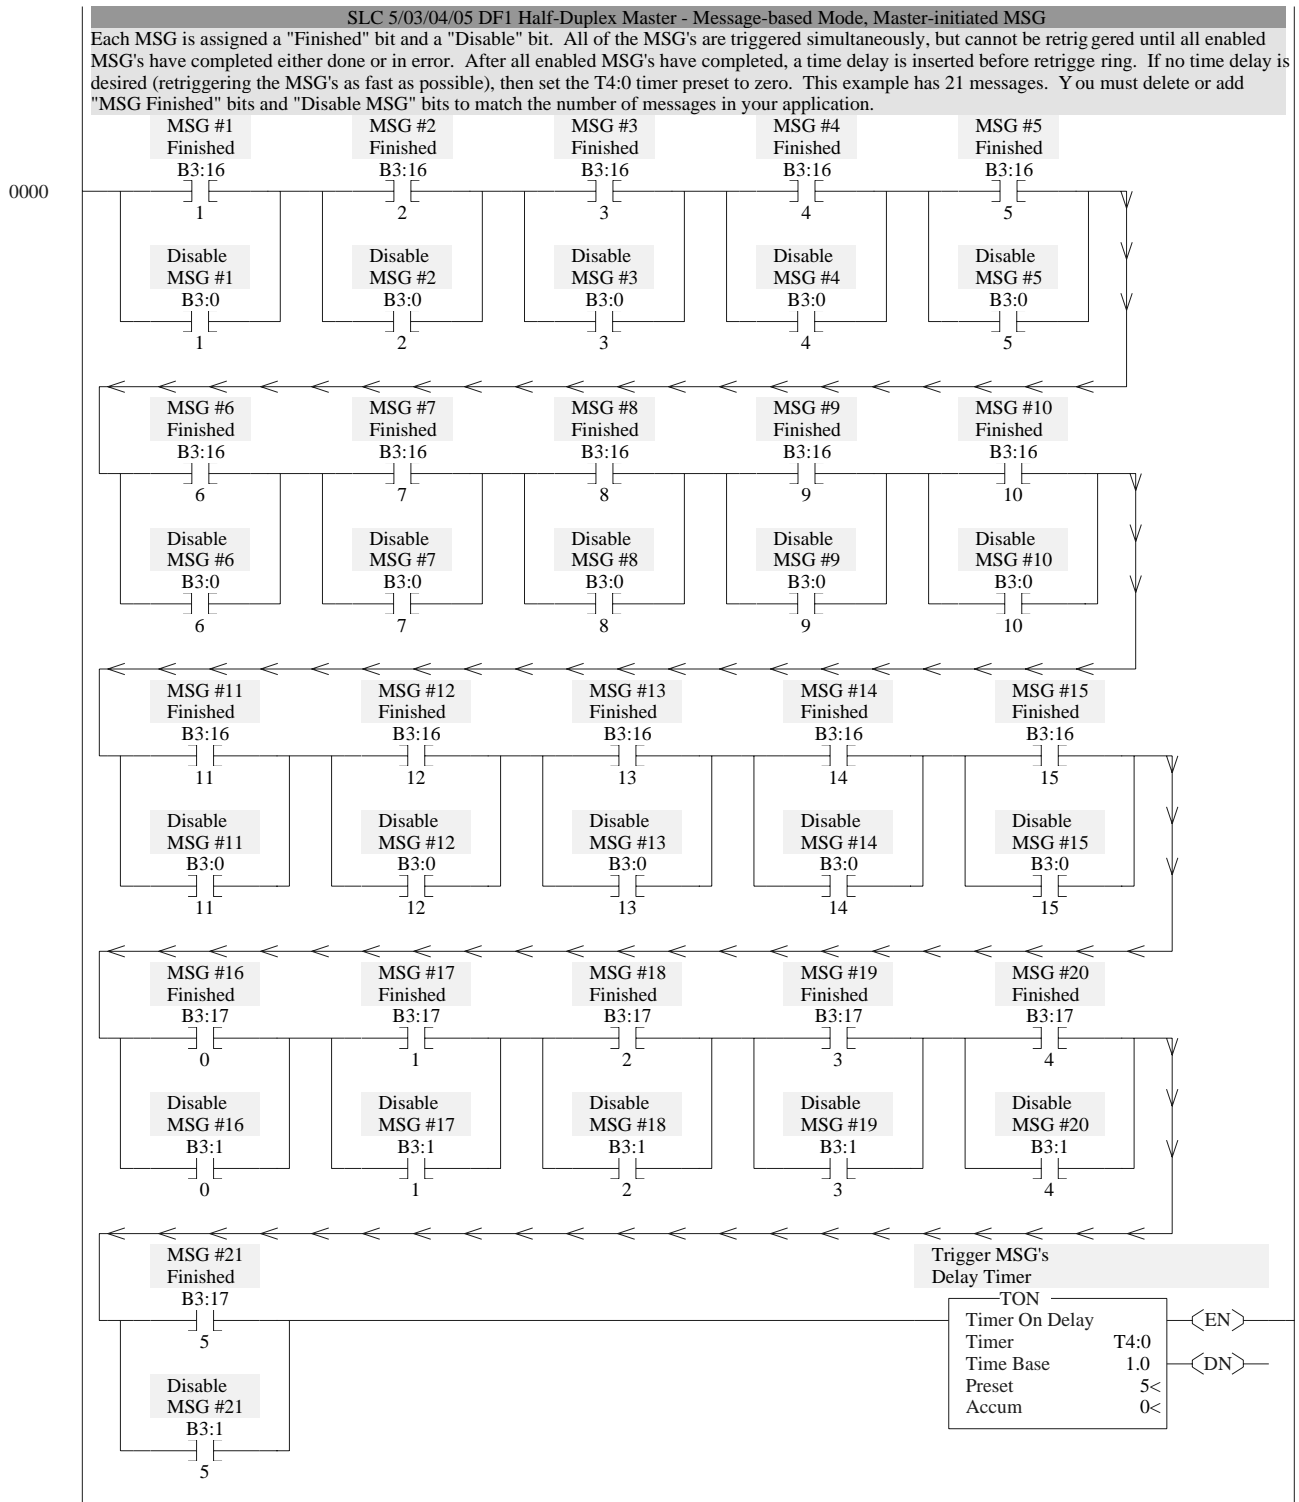 SLC 5/03/04/05 DF1 Half-Duplex Master - Message-based Mode, Master-initiated MSG
Each MSG is assigned a "Finished" bit and a "Disable" bit. All of the MSG's are triggered simultaneously, but cannot be retriggered until all enabled
MSG's have completed either done or in error. After all enabled MSG's have completed, a time delay is inserted before retrigge ring. If no time delay is
desired (retriggering the MSG's as fast as possible), then set the T4:0 timer preset to zero. This example has 21 messages. You must delete or add
"MSG Finished" bits and "Disable MSG" bits to match the number of messages in your application.
MSG #1 MSG #2 MSG #3 MSG #4 MSG #5
Finished Finished Finished Finished Finished
B3:16 B3:16 B3:16 B3:16 B3:16
0000
1 2 3 4 5
Disable Disable Disable Disable Disable
MSG #1 MSG #2 MSG #3 MSG #4 MSG #5
B3:0 B3:0 B3:0 B3:0 B3:0
1 2 3 4 5
MSG #6 MSG #7 MSG #8 MSG #9 MSG #10
Finished Finished Finished Finished Finished
B3:16 B3:16 B3:16 B3:16 B3:16
6 7 8 9 10
Disable Disable Disable Disable Disable
MSG #6 MSG #7 MSG #8 MSG #9 MSG #10
B3:0 B3:0 B3:0 B3:0 B3:0
6 7 8 9 10
MSG #11 MSG #12 MSG #13 MSG #14 MSG #15
Finished Finished Finished Finished Finished
B3:16 B3:16 B3:16 B3:16 B3:16
11 12 13 14 15
Disable Disable Disable Disable Disable
MSG #11 MSG #12 MSG #13 MSG #14 MSG #15
B3:0 B3:0 B3:0 B3:0 B3:0
11 12 13 14 15
MSG #16 MSG #17 MSG #18 MSG #19 MSG #20
Finished Finished Finished Finished Finished
B3:17 B3:17 B3:17 B3:17 B3:17
0 1 2 3 4
Disable Disable Disable Disable Disable
MSG #16 MSG #17 MSG #18 MSG #19 MSG #20
B3:1 B3:1 B3:1 B3:1 B3:1
0 1 2 3 4
MSG #21 Trigger MSG's
Finished Delay Timer
B3:17 TON
Timer On Delay EN
5 Timer T4:0
Time Base 1.0 DN
Disable Preset 5<
MSG #21 Accum 0<
B3:1
5